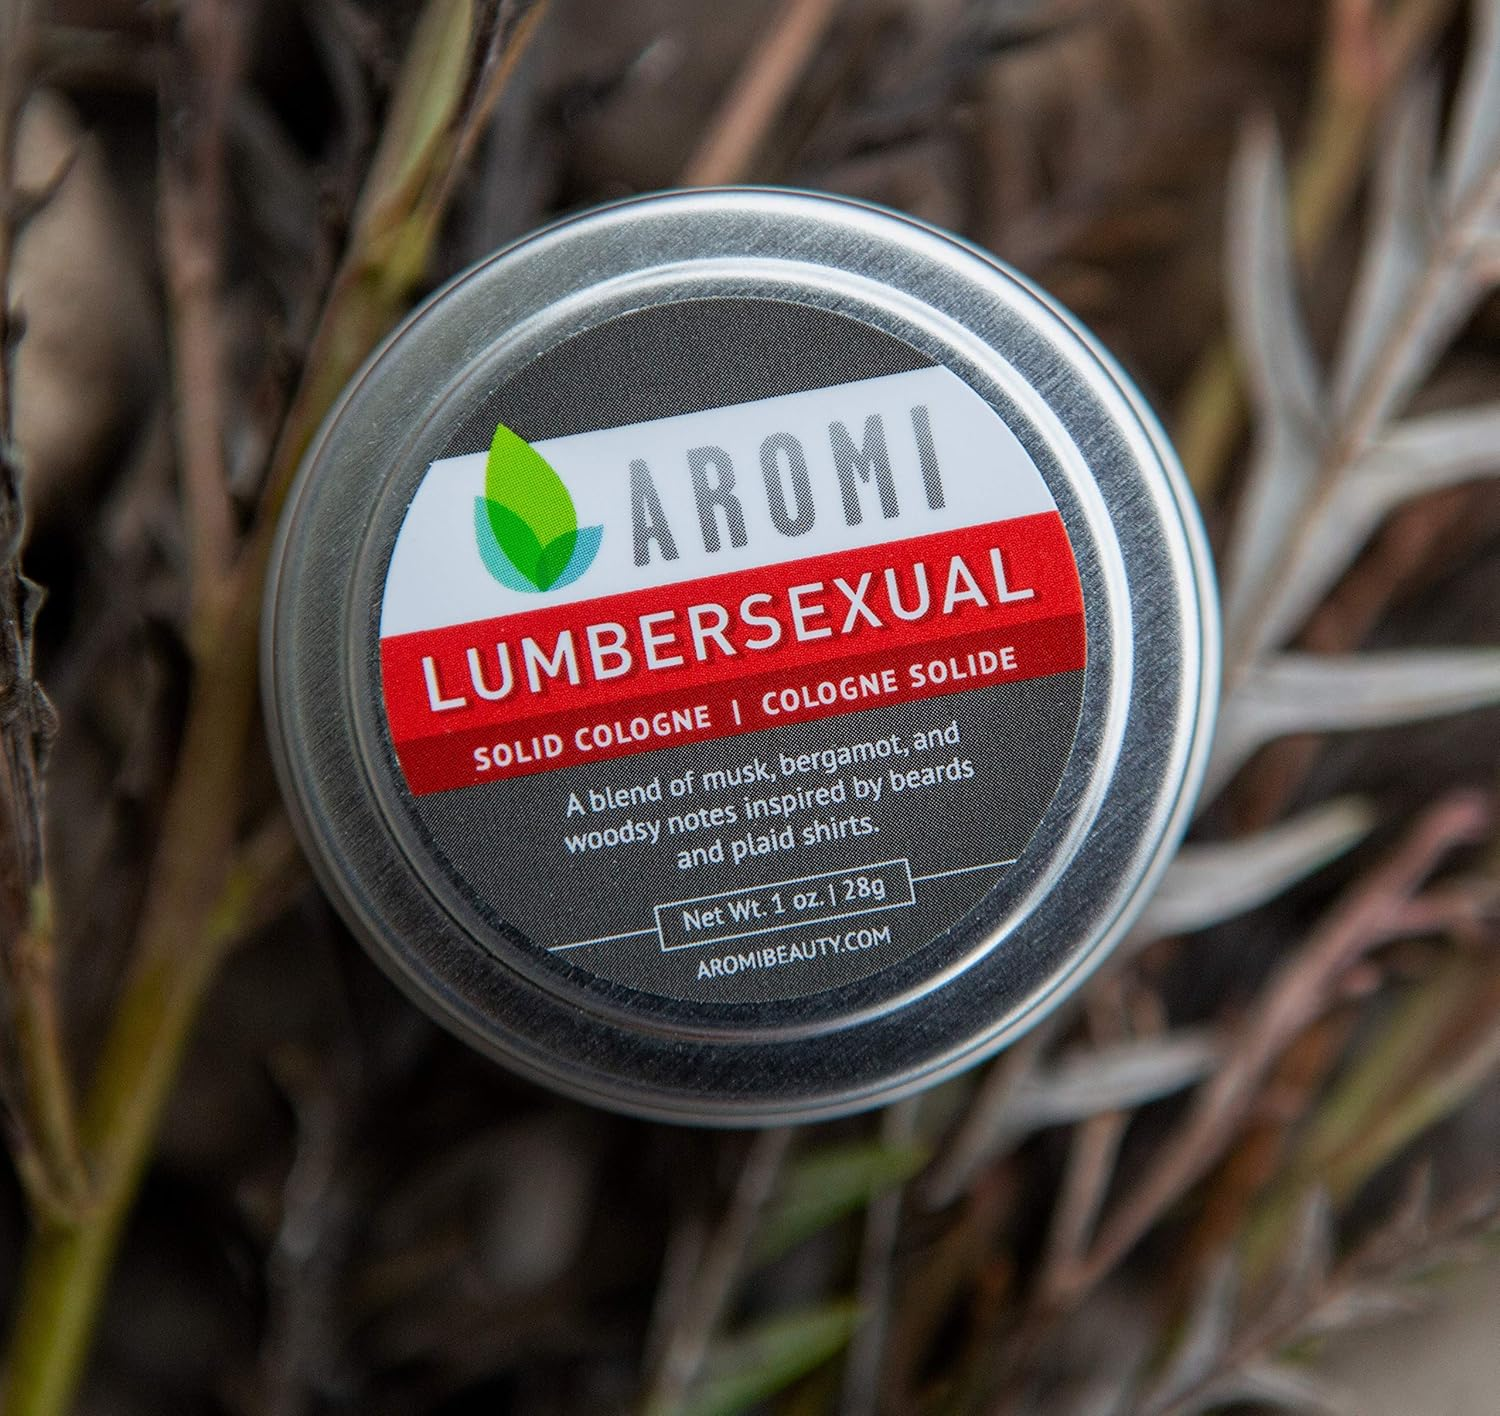 AROMI
LUMBERSEXUAL
SOLID COLOGNE | COLOGNE SOLIDE
A blend of musk, bergamot, and
woodsy notes inspired by beards
and plaid shirts.
Net Wt. 1 oz. | 28g
AROMIBEAUTY.COM